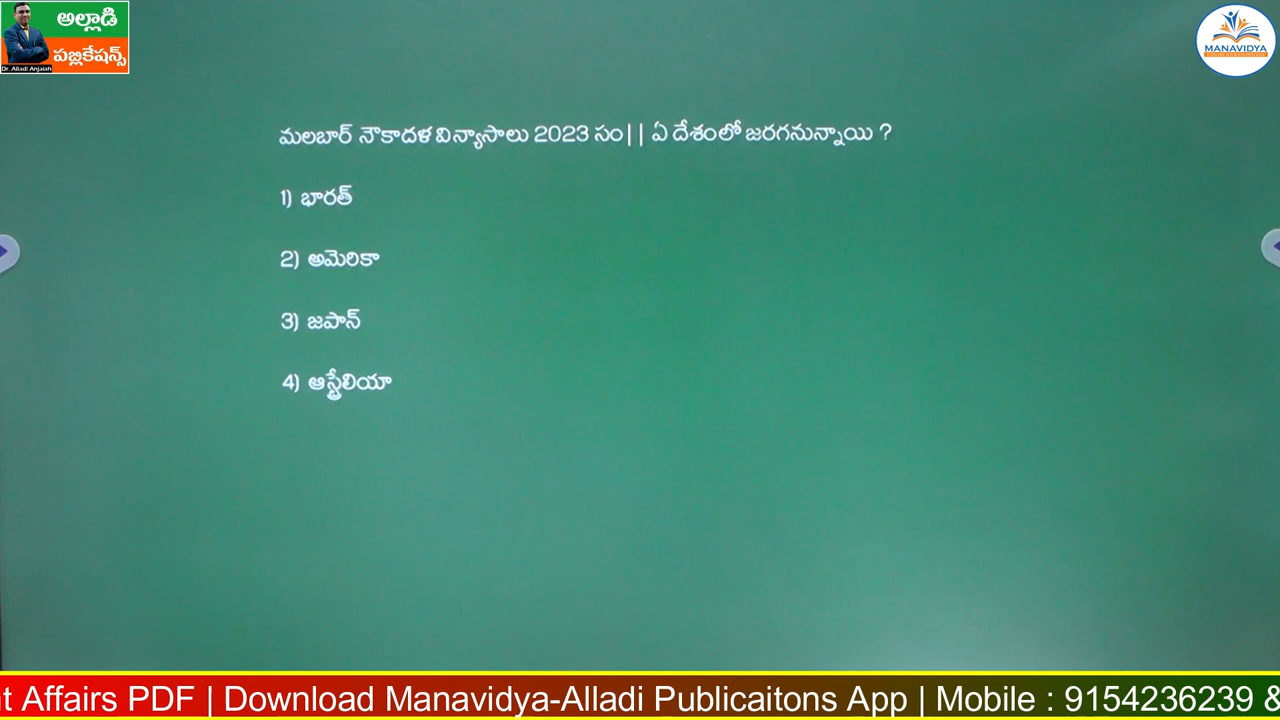 అల్లాడి
పబ్లికేషన్స్
Dr. Alladi Anjaiah
MANAVIDYA
మలబార్ నౌకాదళ విన్యాసాలు 2023 సం|| ఏ దేశంలో జరగనున్నాయి ?
1) భారత్
2) అమెరికా
3) జపాన్
4) ఆస్ట్రేలియా
t Affairs PDF | Download Manavidya-Alladi Publicaitons App | Mobile : 9154236239 &